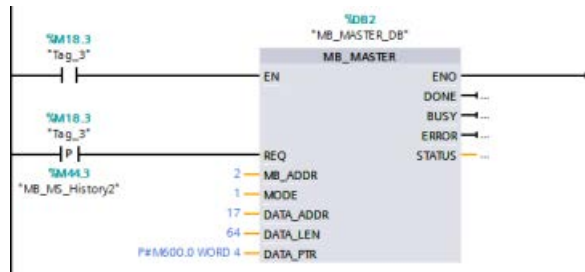 %DB2
"MB_MASTER_DB"
%M18.3
"Tag_3"
MB_MASTER
EN
ENO
DONE
...
BUSY
...
ERROR
...
%M18.3
"Tag_3"
P
REQ
STATUS
...
%M44.3
"MB_MS_History2"
2
MB_ADDR
1
MODE
17
DATA_ADDR
64
DATA_LEN
P#M600.0 WORD 4
DATA_PTR